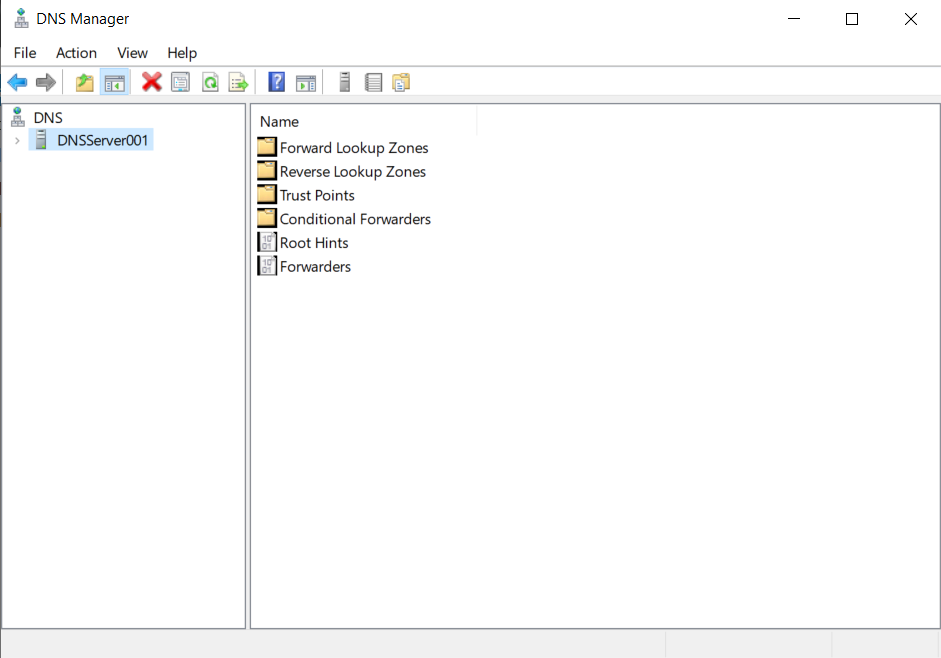 DNS Manager
File Action View Help
DNS
DNSServer001
Name
Forward Lookup Zones
Reverse Lookup Zones
Trust Points
Conditional Forwarders
Root Hints
Forwarders